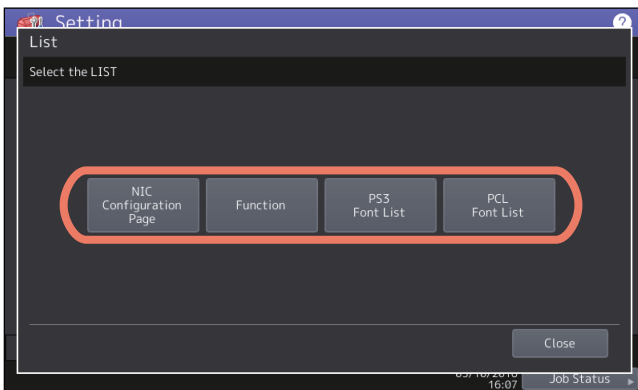 Setting
?
List
Select the LIST
NIC
Configuration
Page
Function
PS3
Font List
PCL
Font List
Close
16:07
Job Status